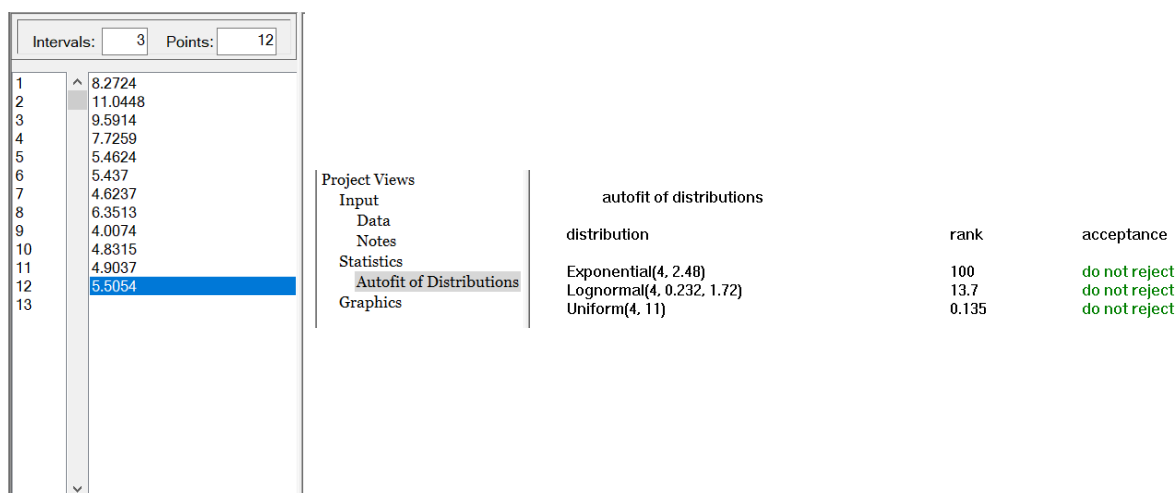 Intervals: 3 Points: 12
1 8.2724
2 11.0448
3 9.5914
4 7.7259
5 5.4624
6 5.437
7 4.6237
8 6.3513
9 4.0074
10 4.8315
11 4.9037
12 5.5054
13
Project Views
Input
Data
Notes
Statistics
Autofit of Distributions
Graphics
autofit of distributions
distribution rank acceptance
Exponential(4, 2.48) 100 do not reject
Lognormal(4, 0.232, 1.72) 13.7 do not reject
Uniform(4, 11) 0.135 do not reject